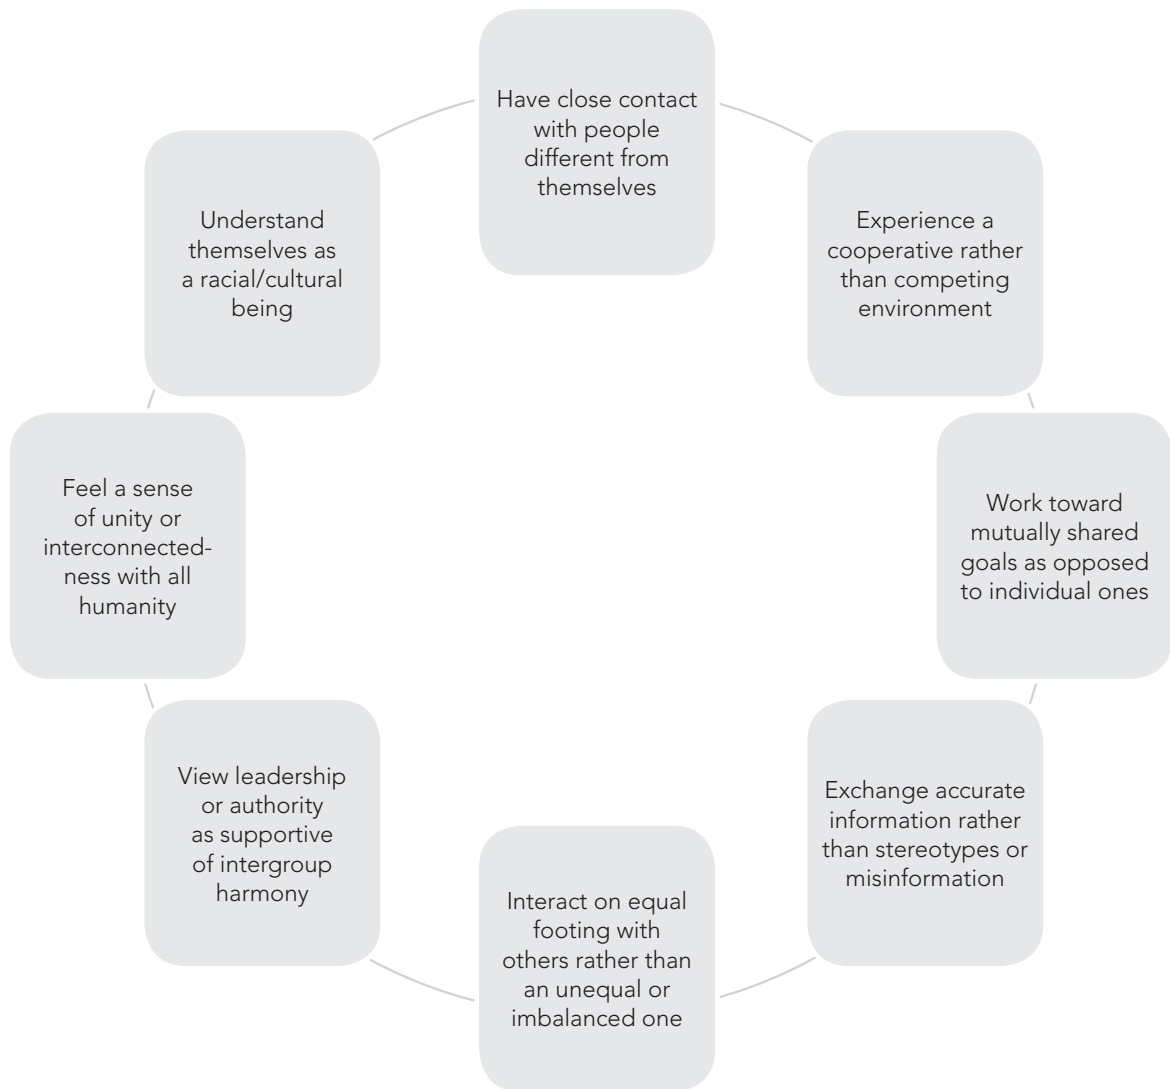 Have close contact
with people
different from
themselves
Experience a
cooperative rather
than competing
environment
Work toward
mutually shared
goals as opposed
to individual ones
Exchange accurate
information rather
than stereotypes or
misinformation
Interact on equal
footing with
others rather than
an unequal or
imbalanced one
View leadership
or authority
as supportive
of intergroup
harmony
Feel a sense
of unity or
interconnected-
ness with all
humanity
Understand
themselves as
a racial/cultural
being